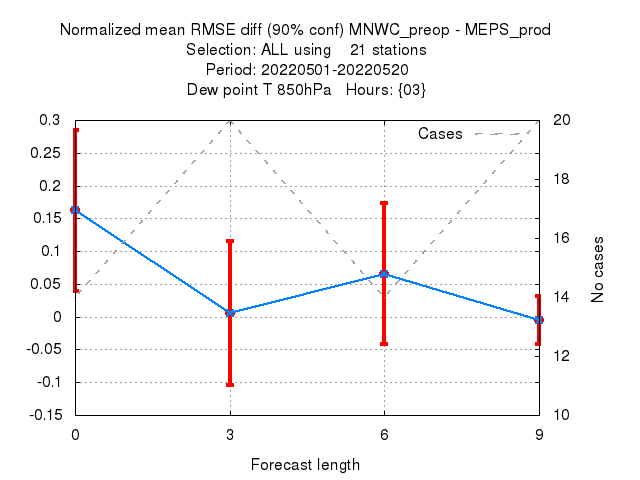 Normalized mean RMSE diff (90% conf) MNWC_preop - MEPS_prod
Selection: ALL using 21 stations
Period: 20220501-20220520
Dew point T 850hPa Hours: {03}
Cases
0.3
0.25
0.2
0.15
0.1
0.05
0
-0.05
-0.1
-0.15
20
18
16
14
12
10
No cases
0 3 6 9
Forecast length